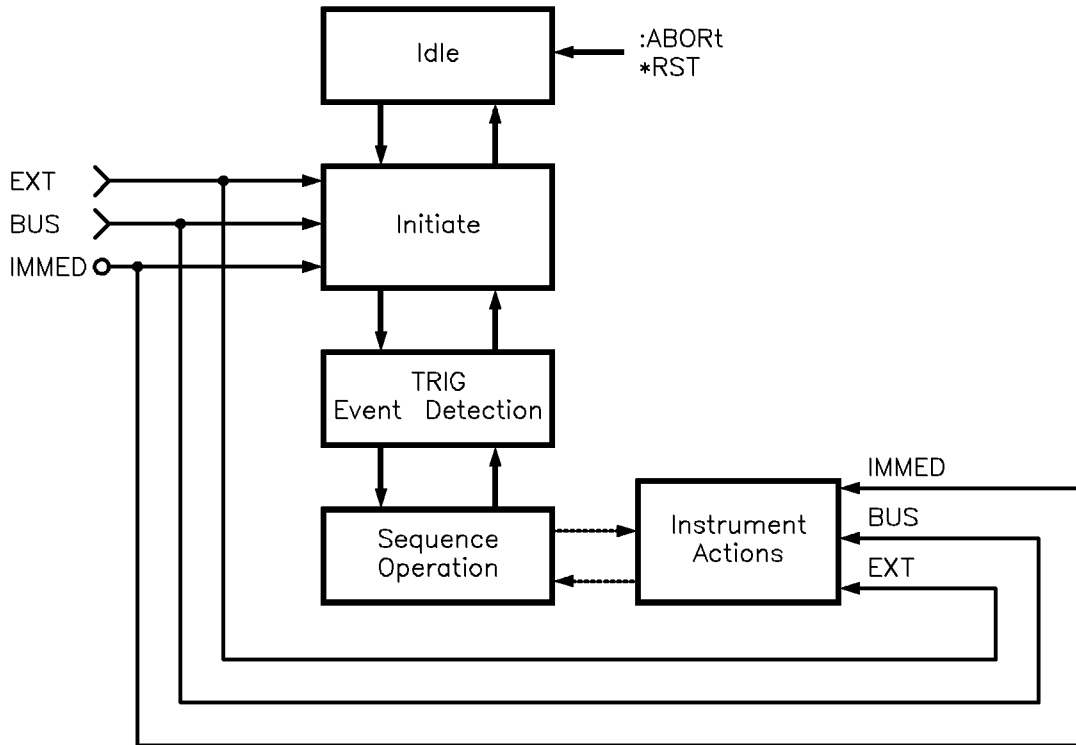 Idle
:ABORt
*RST
EXT
BUS
IMMED
Initiate
TRIG
Event Detection
Sequence
Operation
Instrument
Actions
IMMED
BUS
EXT